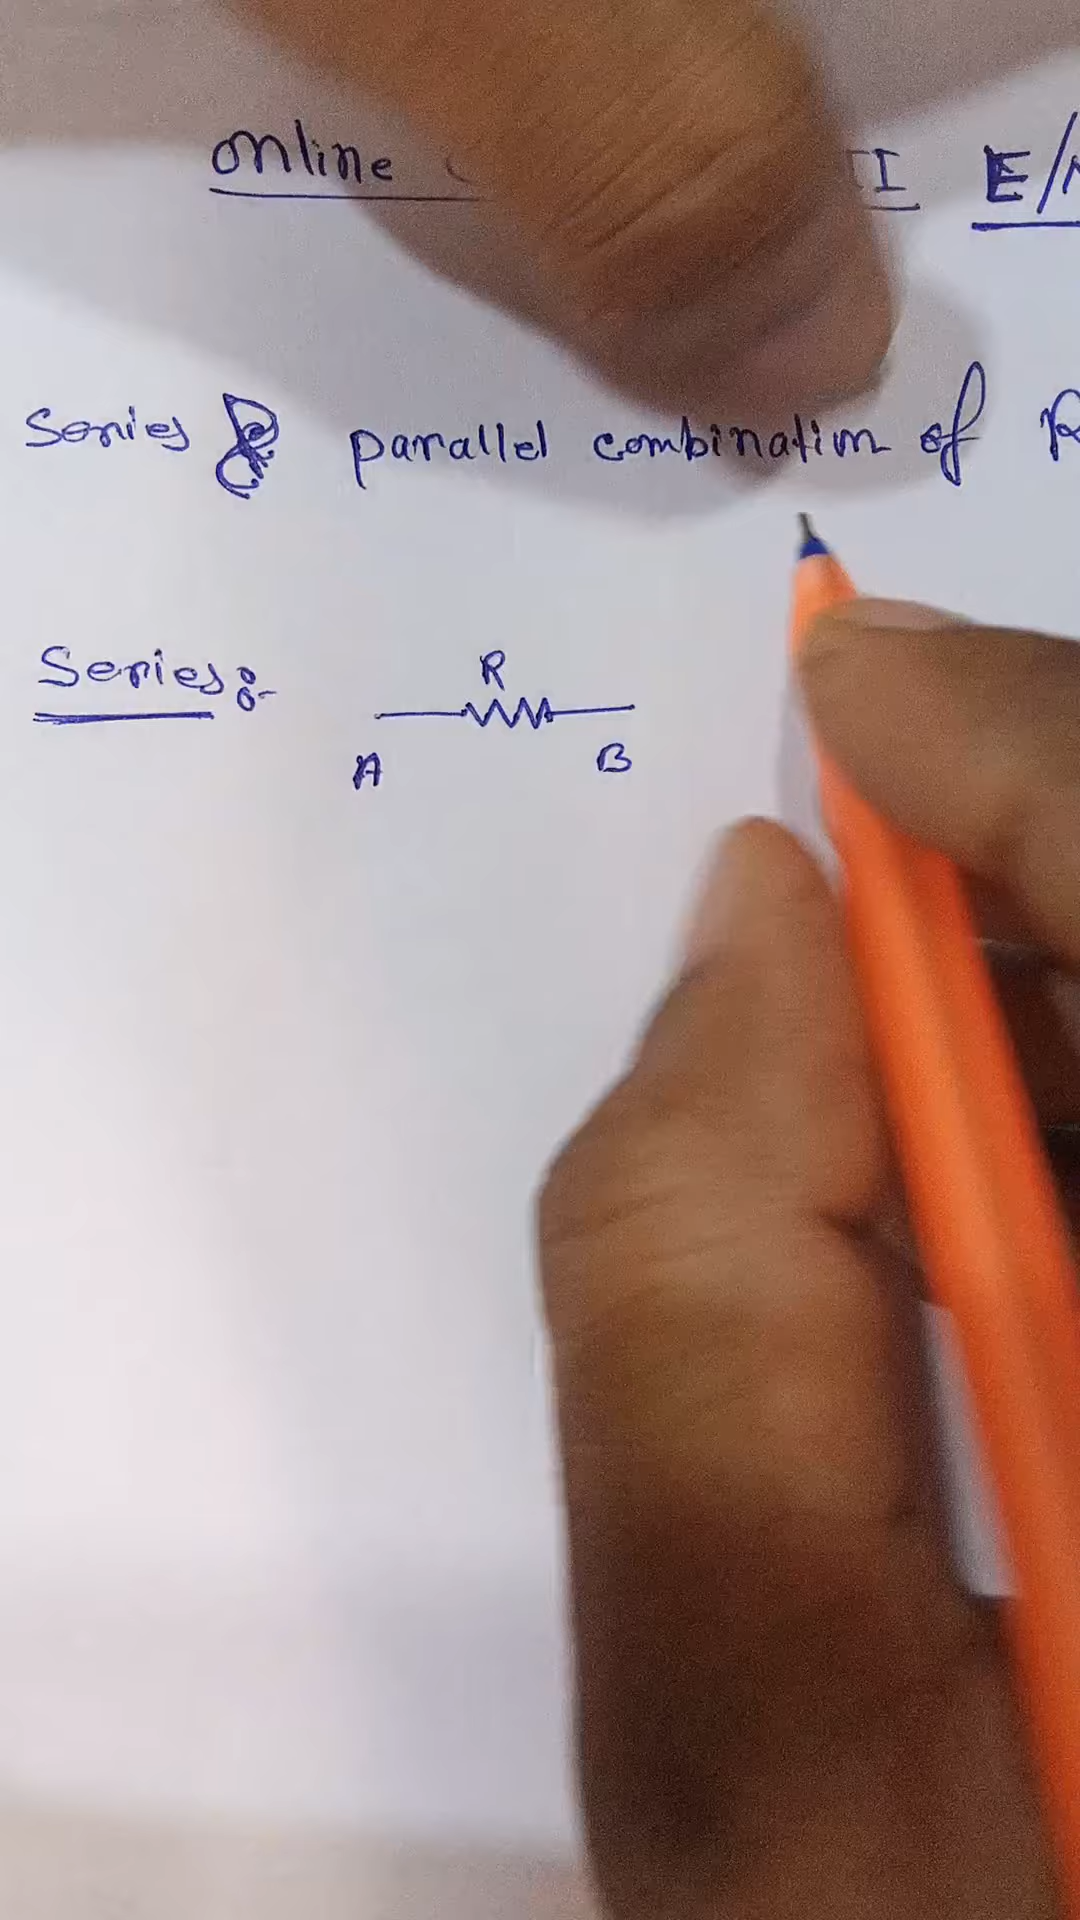 online E/
Series & parallel combination of
Series :-
R
A B